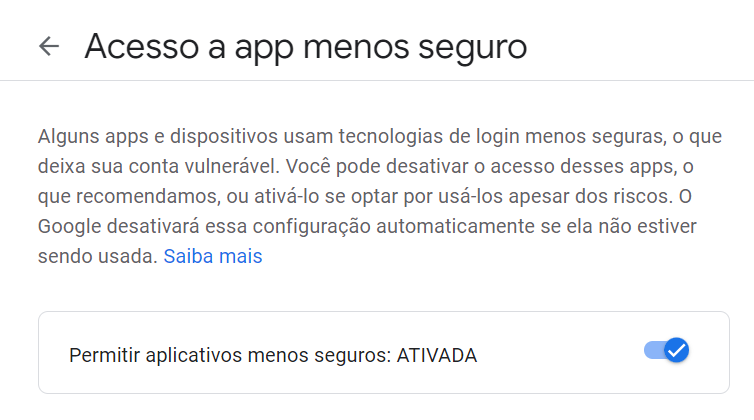 Acesso a app menos seguro
Alguns apps e dispositivos usam tecnologias de login menos seguras, o que
deixa sua conta vulnerável. Você pode desativar o acesso desses apps, o
que recomendamos, ou ativá-lo se optar por usá-los apesar dos riscos. O
Google desativará essa configuração automaticamente se ela não estiver
sendo usada. Saiba mais
Permitir aplicativos menos seguros: ATIVADA